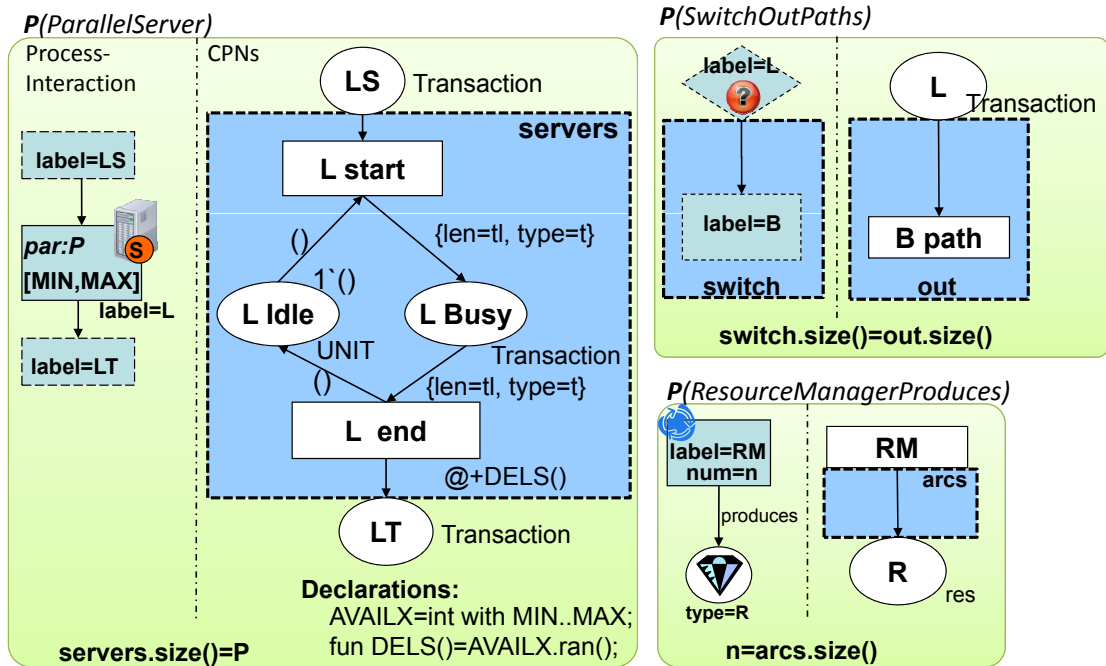 P(ParallelServer)
Process-
Interaction
CPNs
label=LS
par:P
S
[MIN,MAX]
label=L
label=LT
LS
Transaction
servers
L start
()
{len=tl, type=t}
1`()
L Idle
L Busy
UNIT
Transaction
()
{len=tl, type=t}
L end
@+DELS()
LT
Transaction
Declarations:
AVAILX=int with MIN..MAX;
fun DELS()=AVAILX.ran();
servers.size()=P
P(SwitchOutPaths)
label=L
?
L
Transaction
label=B
B path
switch
out
switch.size()=out.size()
P(ResourceManagerProduces)
label=RM
num=n
produces
type=R
RM
arcs
R
res
n=arcs.size()